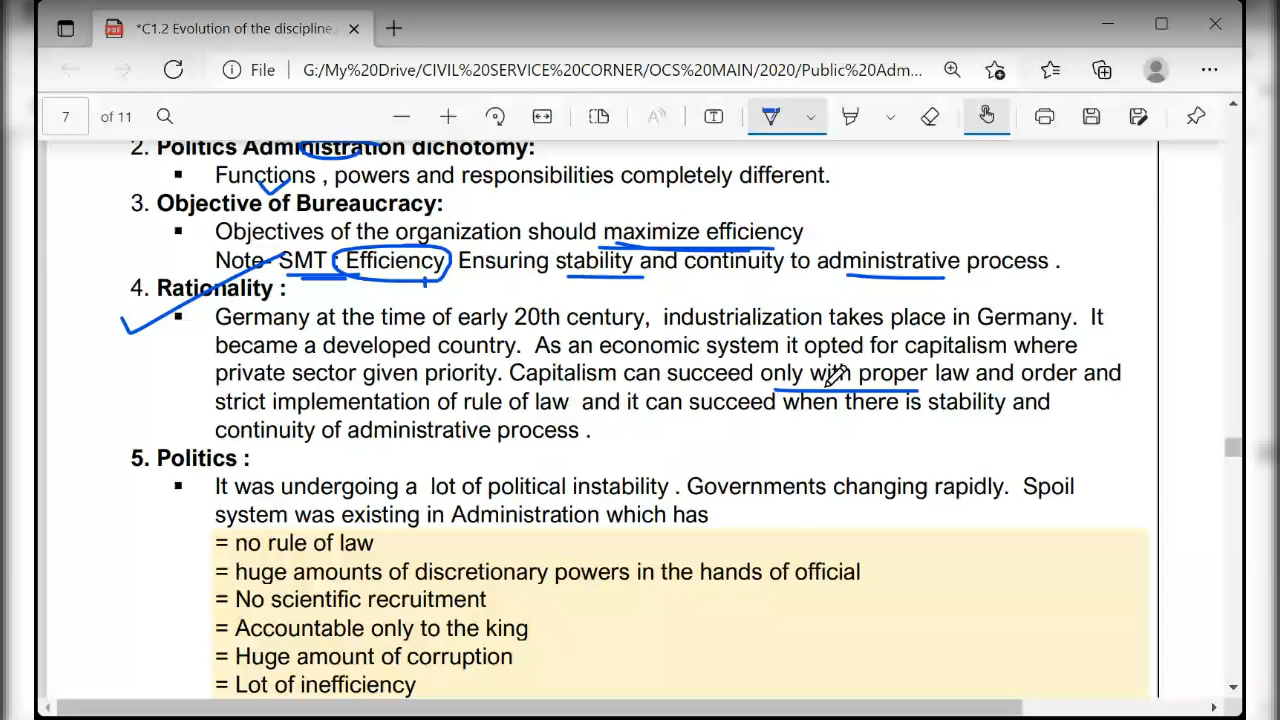 *C1.2 Evolution of the discipline.
File
G:/My%20Drive/CIVIL%20SERVICE%20CORNER/OCS%20MAIN/2020/Public%20Adm...
7 of 11
2. Politics Administration dichotomy:
▪ Functions , powers and responsibilities completely different.
3. Objective of Bureaucracy:
▪ Objectives of the organization should maximize efficiency
Note- SMT : Efficiency Ensuring stability and continuity to administrative process .
4. Rationality :
▪ Germany at the time of early 20th century, industrialization takes place in Germany. It
became a developed country. As an economic system it opted for capitalism where
private sector given priority. Capitalism can succeed only with proper law and order and
strict implementation of rule of law and it can succeed when there is stability and
continuity of administrative process .
5. Politics :
▪ It was undergoing a lot of political instability . Governments changing rapidly. Spoil
system was existing in Administration which has
= no rule of law
= huge amounts of discretionary powers in the hands of official
= No scientific recruitment
= Accountable only to the king
= Huge amount of corruption
= Lot of inefficiency